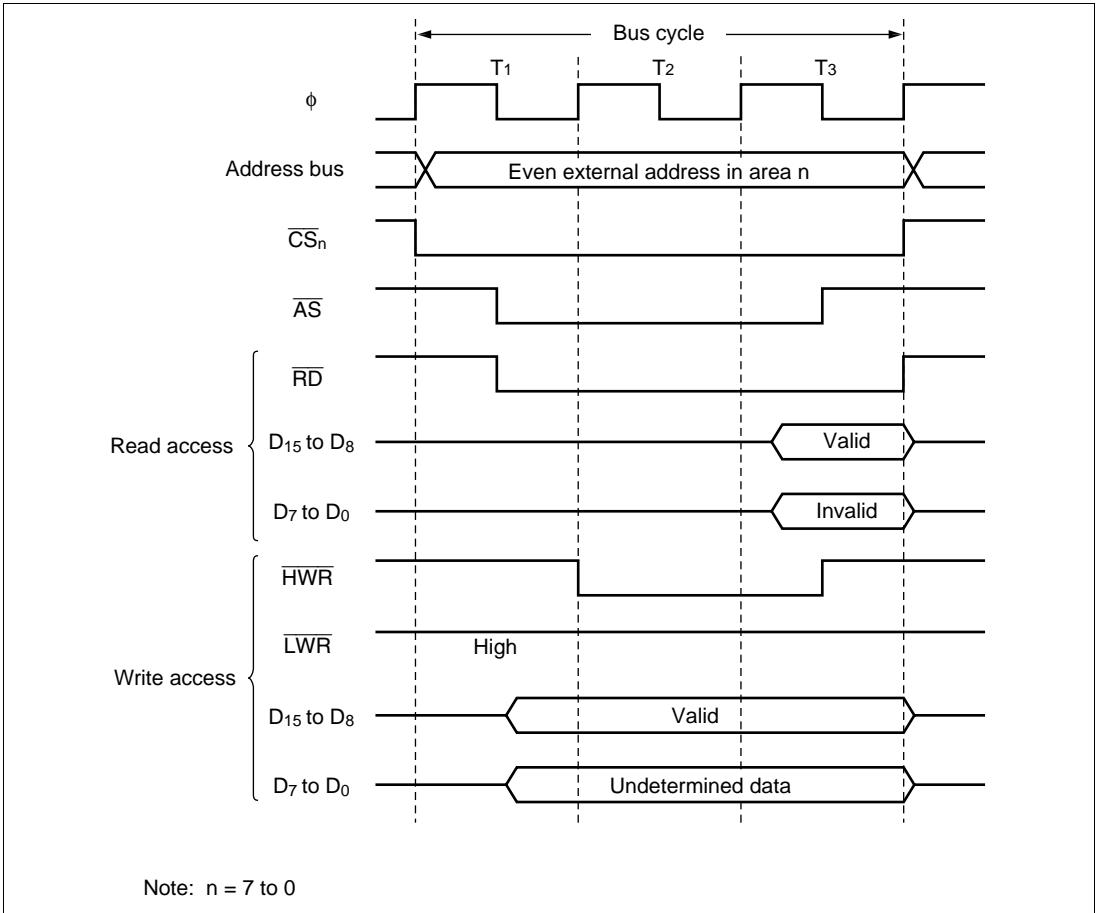 Bus cycle
T1 T2 T3
ϕ
Address bus
Even external address in area n
CSn
AS
Read access
RD
D15 to D8
Valid
D7 to D0
Invalid
Write access
HWR
LWR
High
D15 to D8
Valid
D7 to D0
Undetermined data
Note: n = 7 to 0